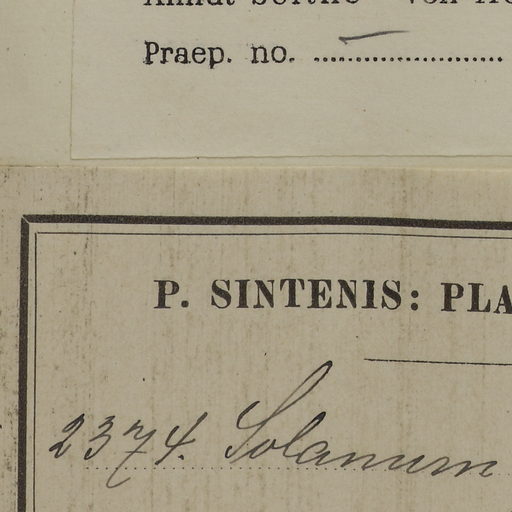 Praep. no. ........................
P. SINTENIS: PLA
2374. Solanum